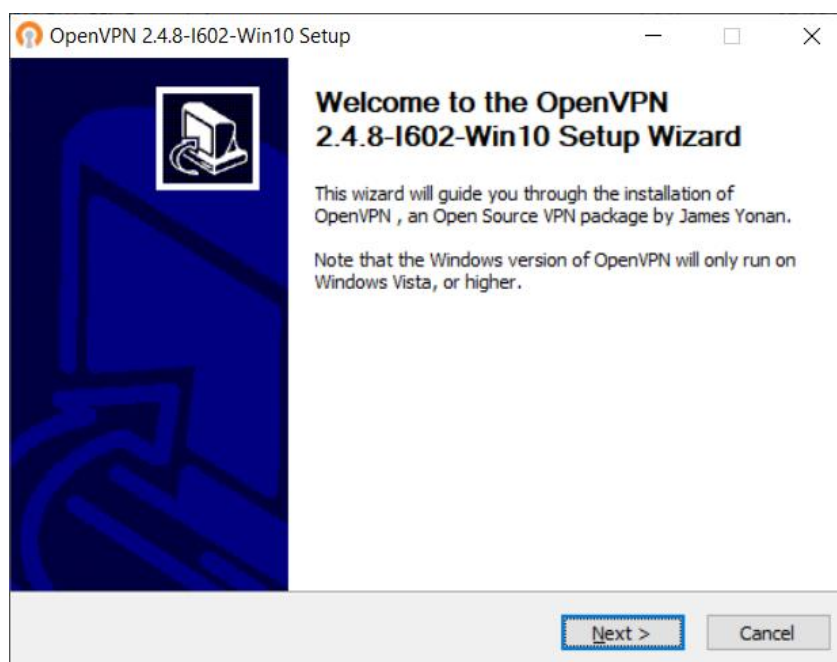 OpenVPN 2.4.8-I602-Win10 Setup
Welcome to the OpenVPN
2.4.8-I602-Win10 Setup Wizard
This wizard will guide you through the installation of
OpenVPN , an Open Source VPN package by James Yonan.
Note that the Windows version of OpenVPN will only run on
Windows Vista, or higher.
Next >
Cancel